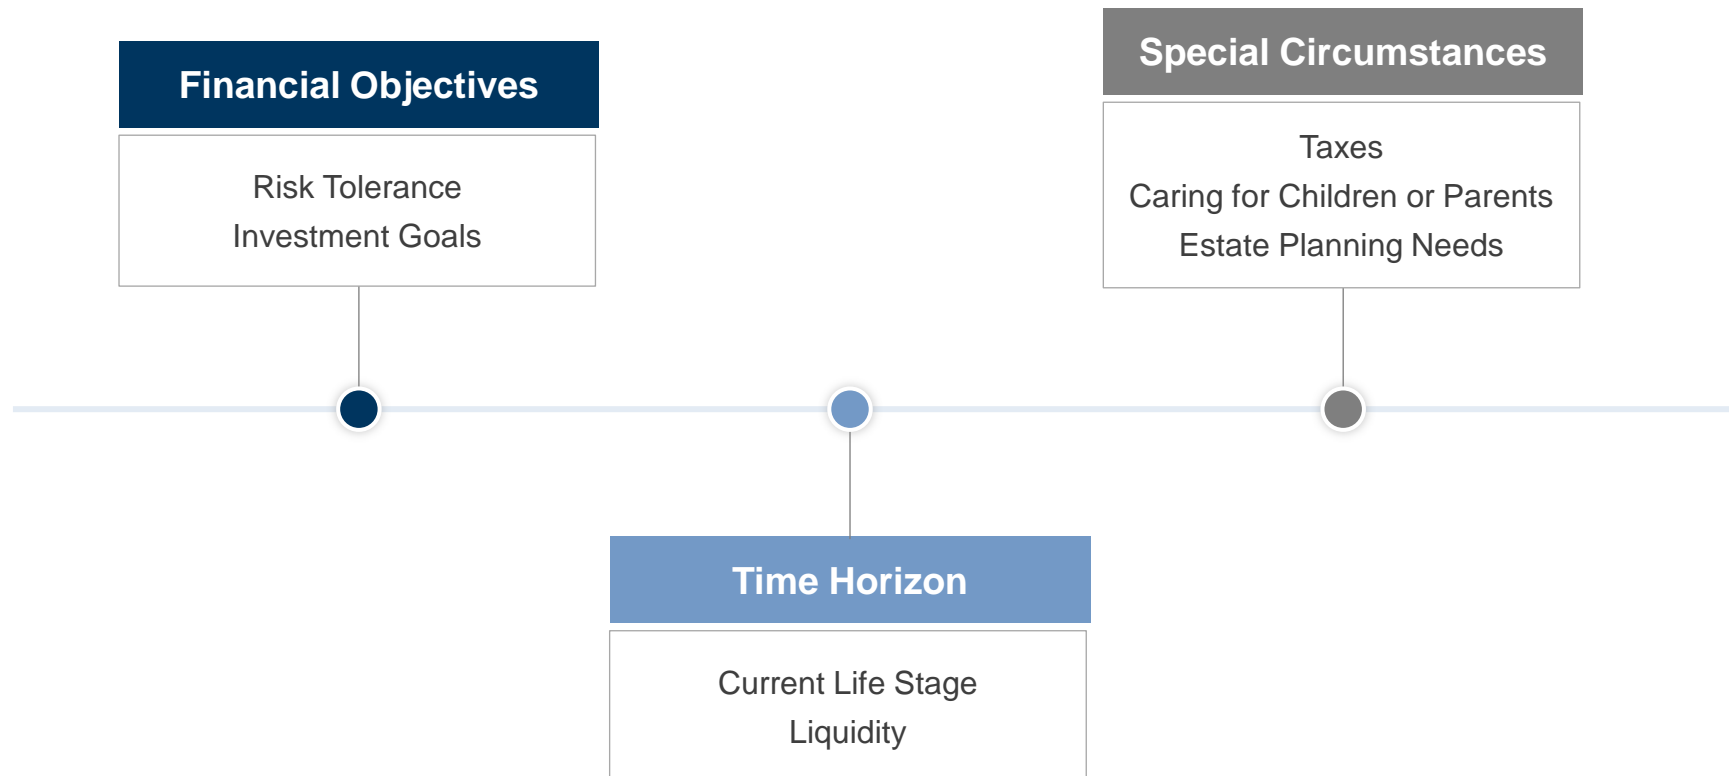 Financial Objectives
Risk Tolerance
Investment Goals
Time Horizon
Current Life Stage
Liquidity
Special Circumstances
Taxes
Caring for Children or Parents
Estate Planning Needs